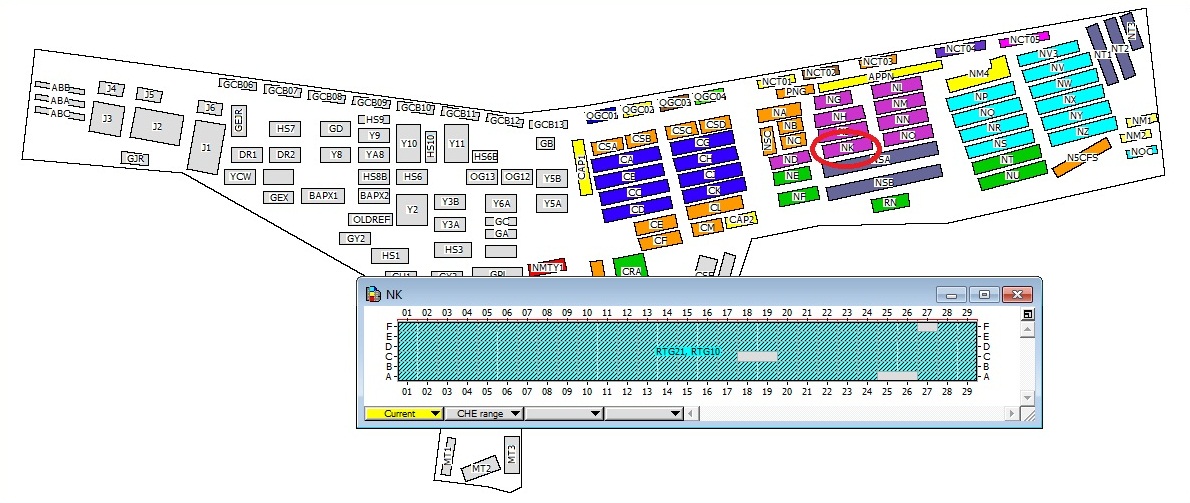 ABB
ABA
ABC
J4
J5
J3
J2
J6
J1
GJR
GEJR
GCB06
GCB07
GCB08
GCB09
GCB10
GCB11
GCB12
GCB13
HS7
GD
HS9
Y9
Y10
HS10
Y11
GB
DR1
DR2
Y8
YA8
HS6B
YCW
HS8B
HS6
OG13
OG12
Y5B
GEX
BAPX1
BAPX2
Y2
Y3B
Y6A
Y5A
OLDREF
Y3A
GC
GA
GY2
HS1
HS3
NMTY1
CRA
OGC01
OGC02
OGC03
OGC04
CSA
CSB
CSC
CSD
CAP1
CA
CB
CC
CD
CE
CF
CG
CH
CJ
CK
CL
CM
CAP2
NCT01
NCT02
NCT03
NCT04
NCT05
PNG
APPN
NA
NB
NC
NSC
ND
NE
NF
NG
NH
NK
NL
NM
NN
NO
NSB
RN
NM4
NP
NQ
NR
NS
NT
NU
NV3
NV
NW
NX
NY
NZ
NT1
NT2
NT3
NM1
NM2
NOC
N5CFS
NK
01 02 03 04 05 06 07 08 09 10 11 12 13 14 15 16 17 18 19 20 21 22 23 24 25 26 27 28 29
F F
E E
D D
RTG21, RTG10
C C
B B
A A
01 02 03 04 05 06 07 08 09 10 11 12 13 14 15 16 17 18 19 20 21 22 23 24 25 26 27 28 29
Current CHE range
MT1
MT2
MT3